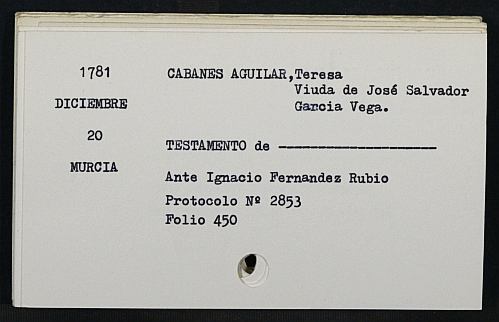 1781
DICIEMBRE
20
MURCIA
CABANES AGUILAR,Teresa
Viuda de José Salvador
Garcia Vega.
TESTAMENTO de --------------------
Ante Ignacio Fernandez Rubio
Protocolo Nº 2853
Folio 450